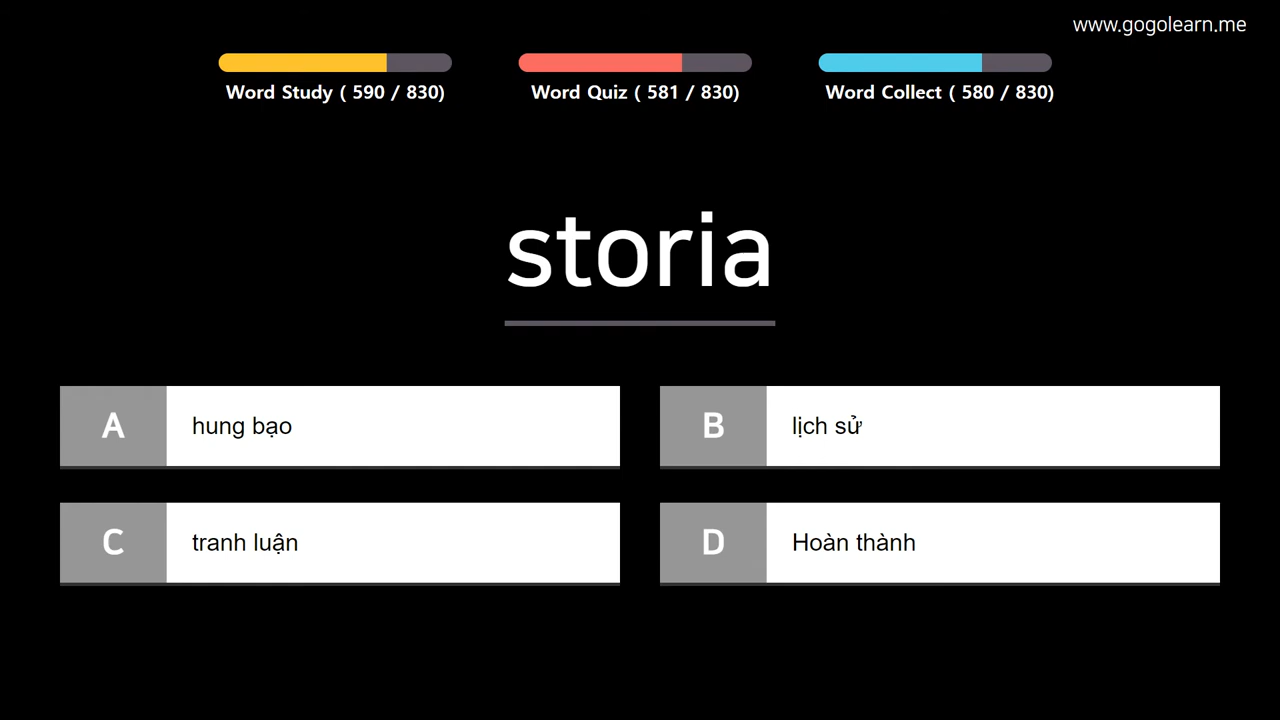 www.gogolearn.me
Word Study ( 590 / 830)
Word Quiz ( 581 / 830)
Word Collect ( 580 / 830)
storia
A
hung bạo
B
lịch sử
C
tranh luận
D
Hoàn thành